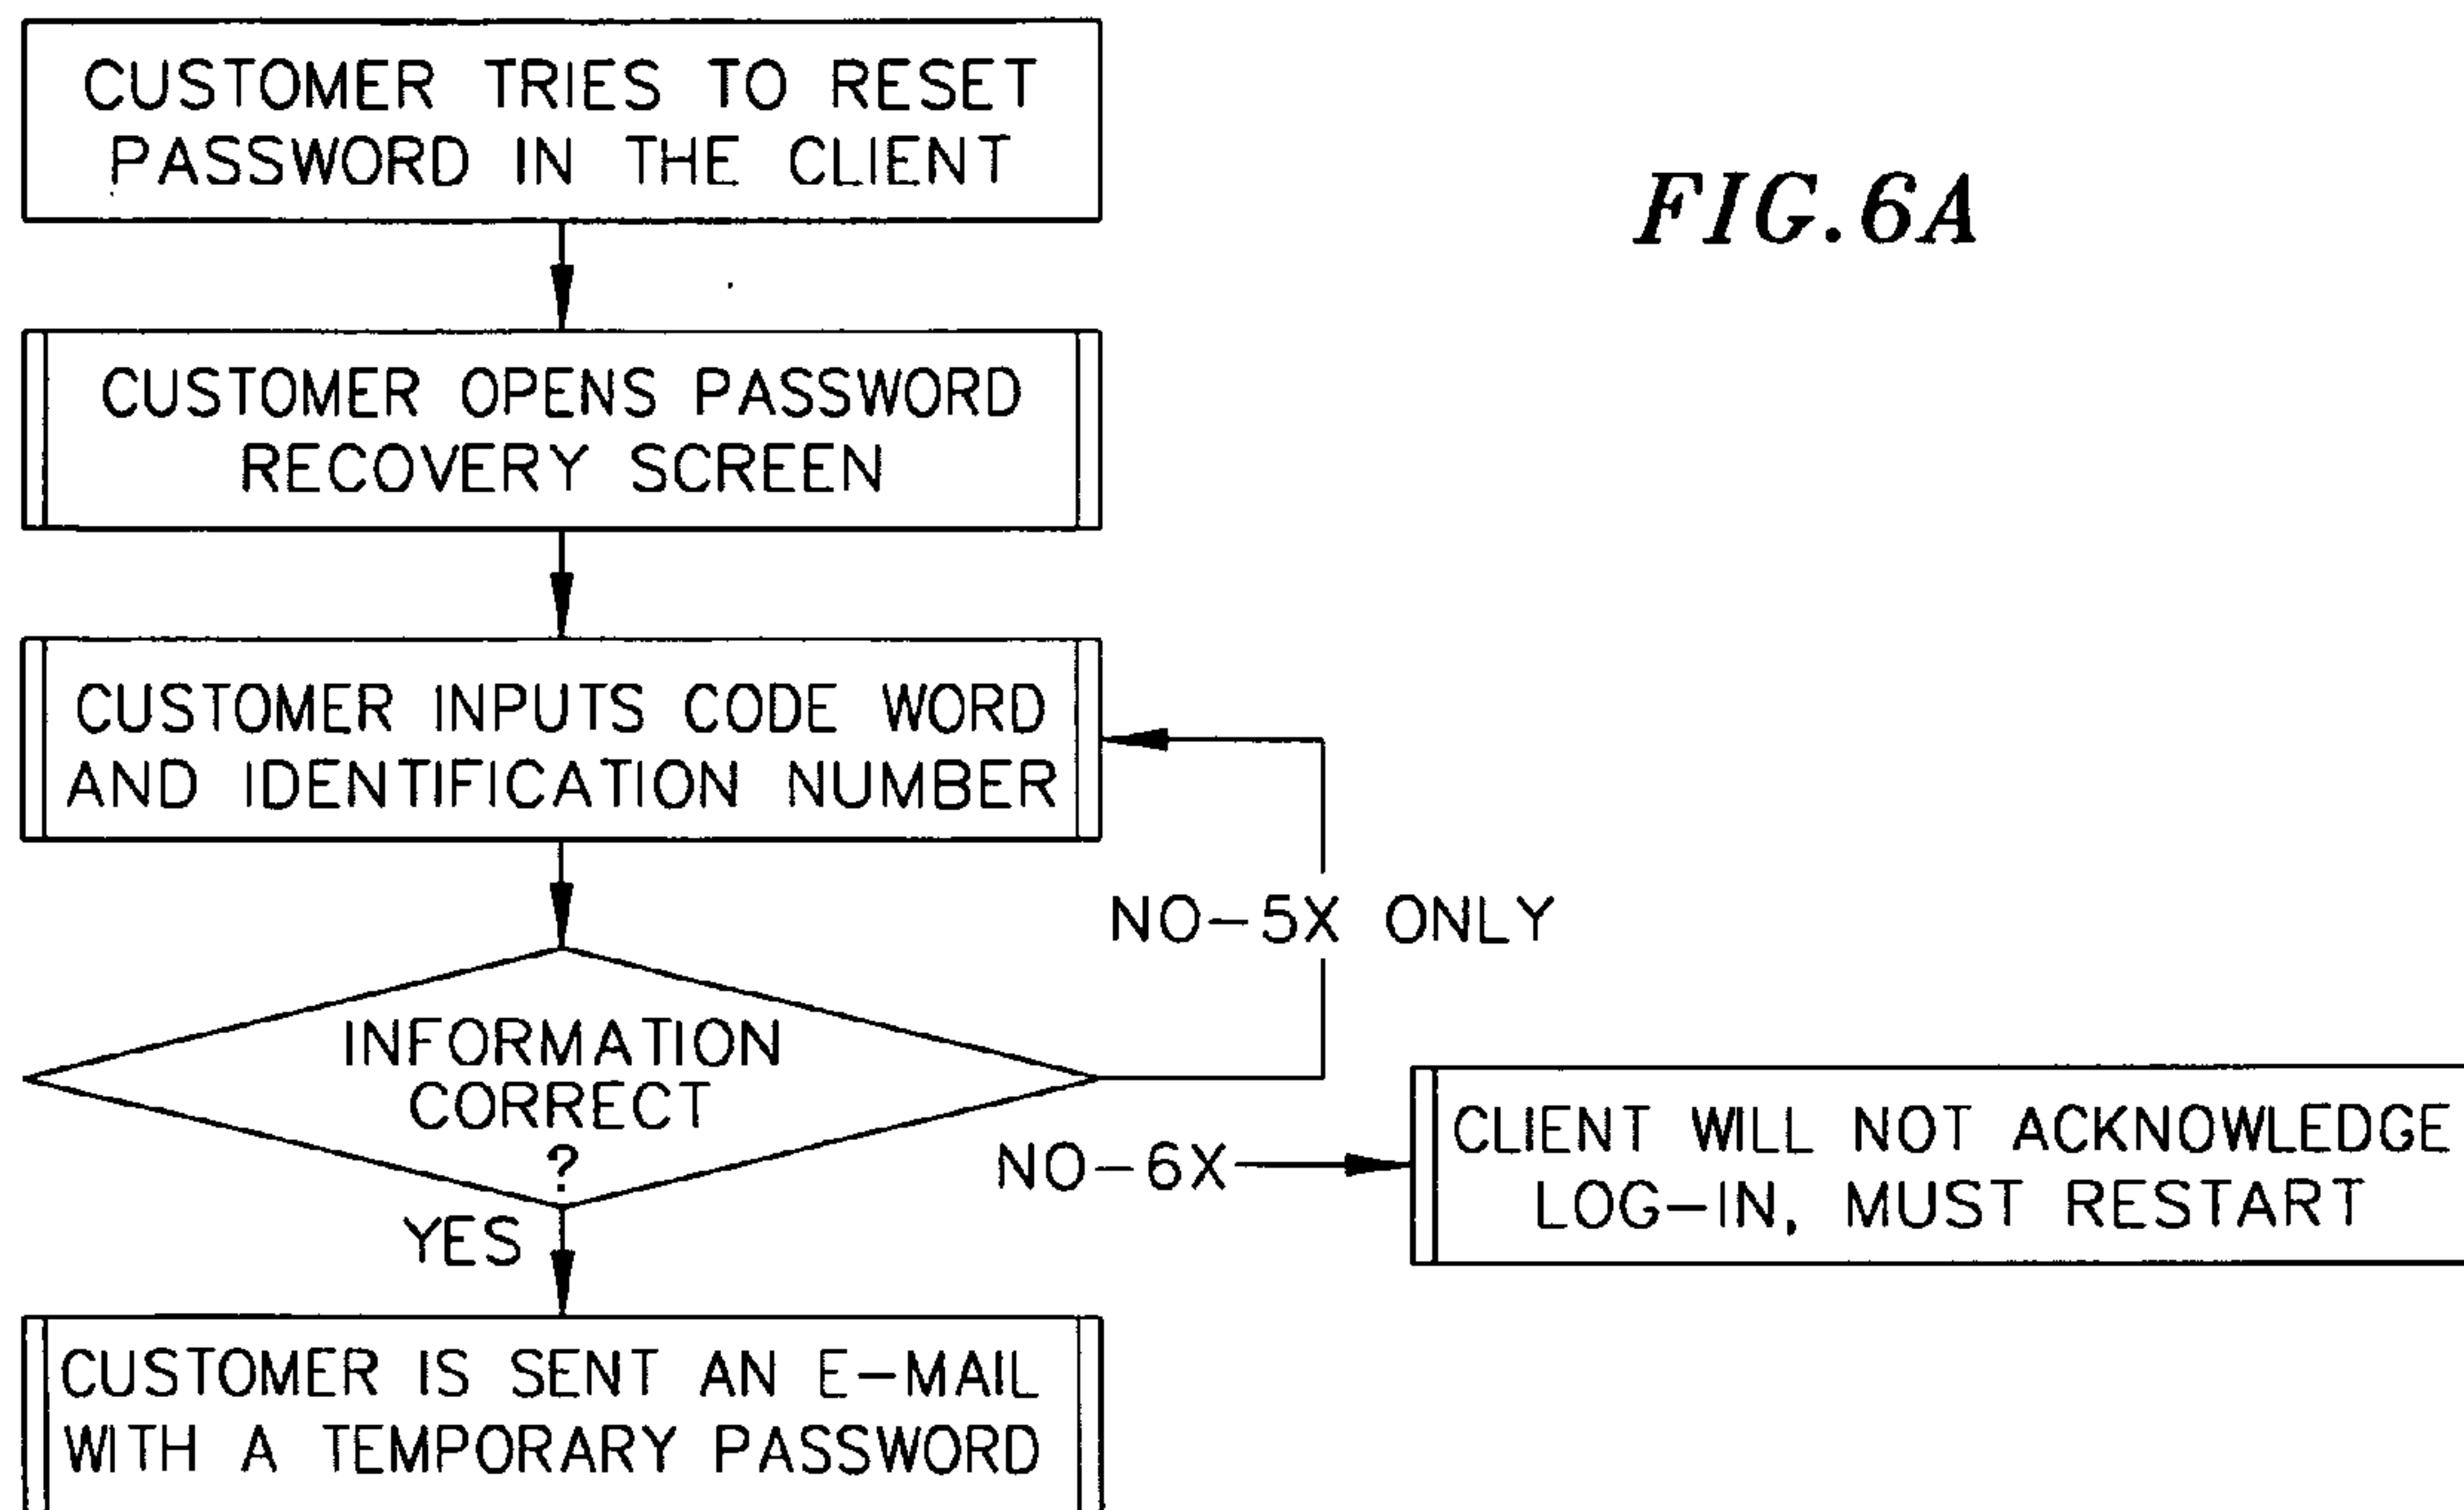 CUSTOMER TRIES TO RESET
PASSWORD IN THE CLIENT
FIG.6A
CUSTOMER OPENS PASSWORD
RECOVERY SCREEN
CUSTOMER INPUTS CODE WORD
AND IDENTIFICATION NUMBER
NO-5X ONLY
INFORMATION
CORRECT
?
NO-6X
CLIENT WILL NOT ACKNOWLEDGE
LOG-IN, MUST RESTART
YES
CUSTOMER IS SENT AN E-MAIL
WITH A TEMPORARY PASSWORD